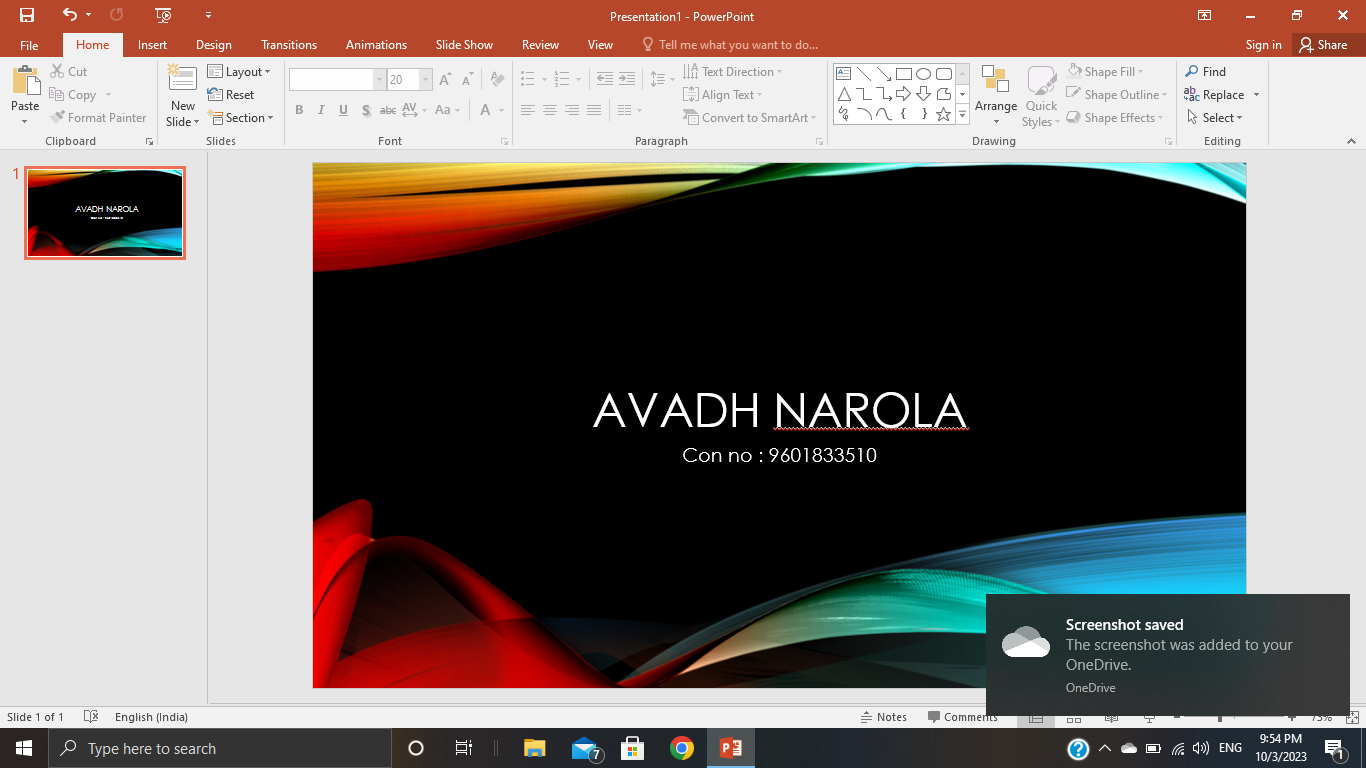 Presentation1 - PowerPoint
File Home Insert Design Transitions Animations Slide Show Review View Tell me what you want to do... Sign in Share
Paste
Cut
Copy
Format Painter
Clipboard
New
Slide
Layout
Reset
Section
Slides
20
B I U S abc AV Aa A
Font
Text Direction
Align Text
Convert to SmartArt
Paragraph
Arrange
Quick
Styles
Shape Fill
Shape Outline
Shape Effects
Drawing
Find
Replace
Select
Editing
1
AVADH NAROLA
AVADH NAROLA
Con no : 9601833510
Screenshot saved
The screenshot was added to your
OneDrive.
OneDrive
Slide 1 of 1 English (India) Notes Comments 73%
Type here to search
7
ENG
9:54 PM
10/3/2023
1